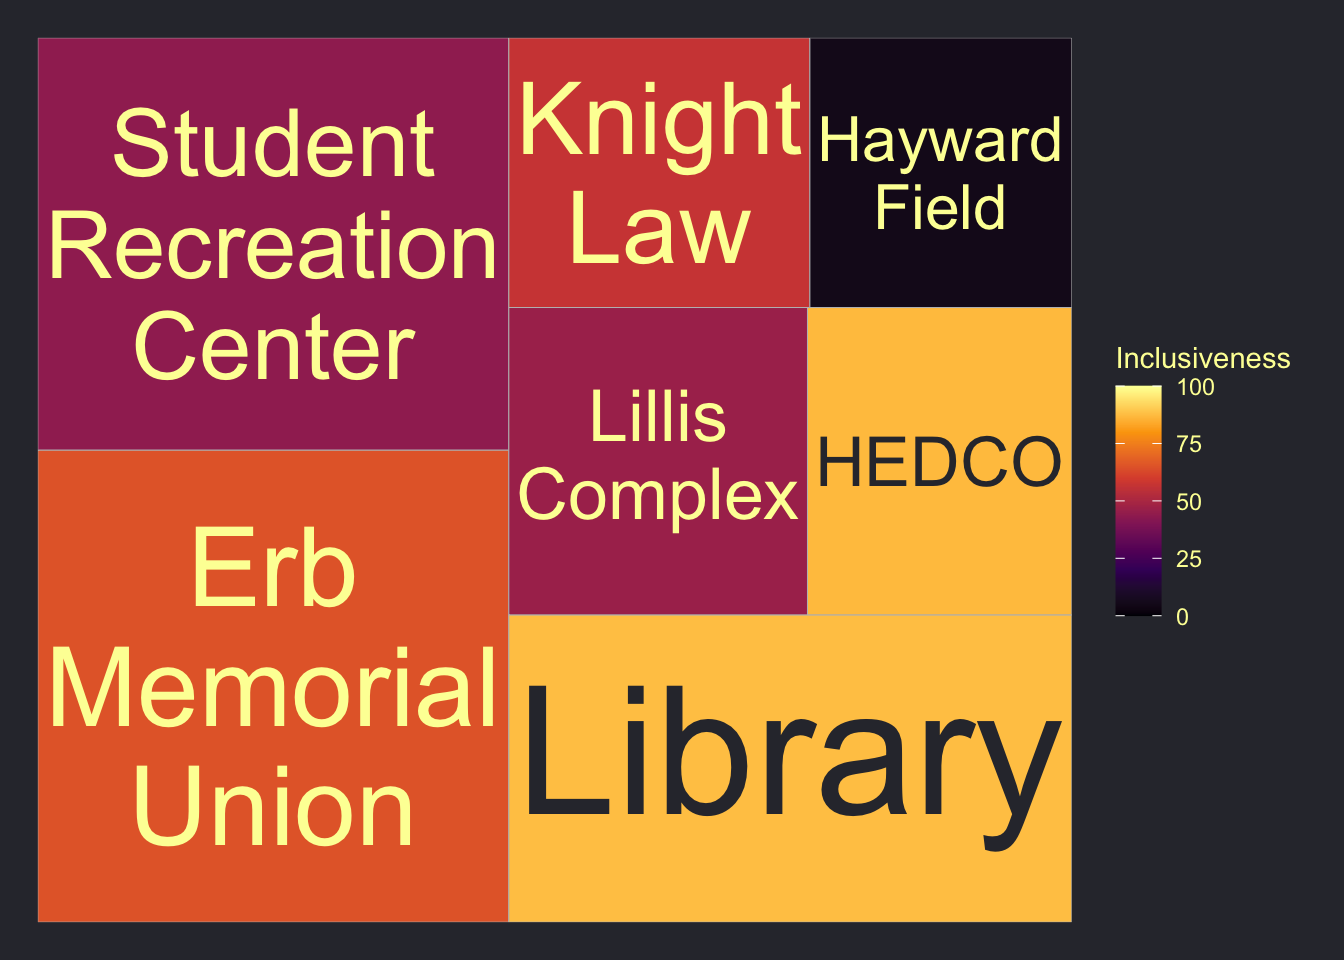 Student
Recreation
Center
Knight
Law
Hayward
Field
Lillis
Complex
HEDCO
Erb
Memorial
Union
Library
Inclusiveness
100
75
50
25
0